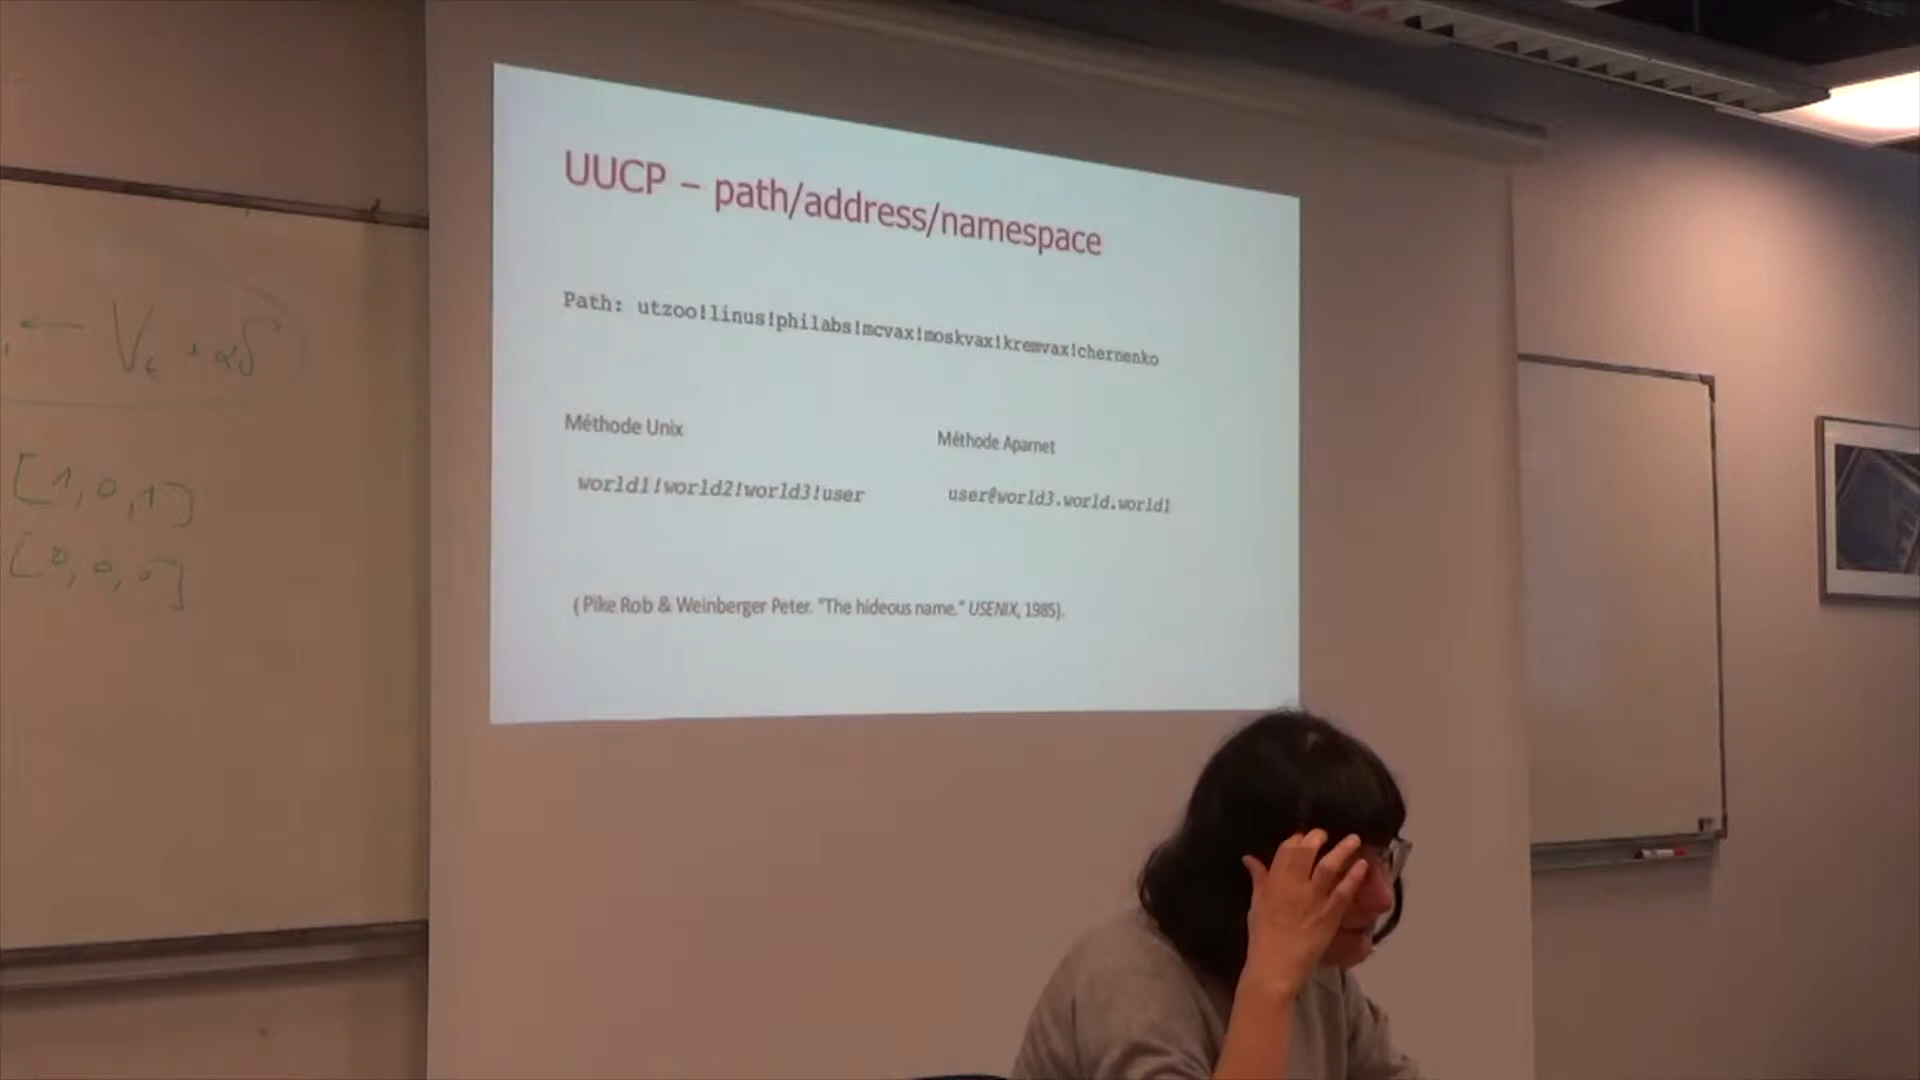 UUCP – path/address/namespace
Path: utzoo!linus!philabs!mcvax!moskvax!kremvax!chernenko
Méthode Unix
Méthode Aparnet
world1!world2!world3!user
user@world3.world.world1
( Pike Rob & Weinberger Peter. "The hideous name." USENIX, 1985).
← V
[1, 0, 1]
[0, 0, 0]